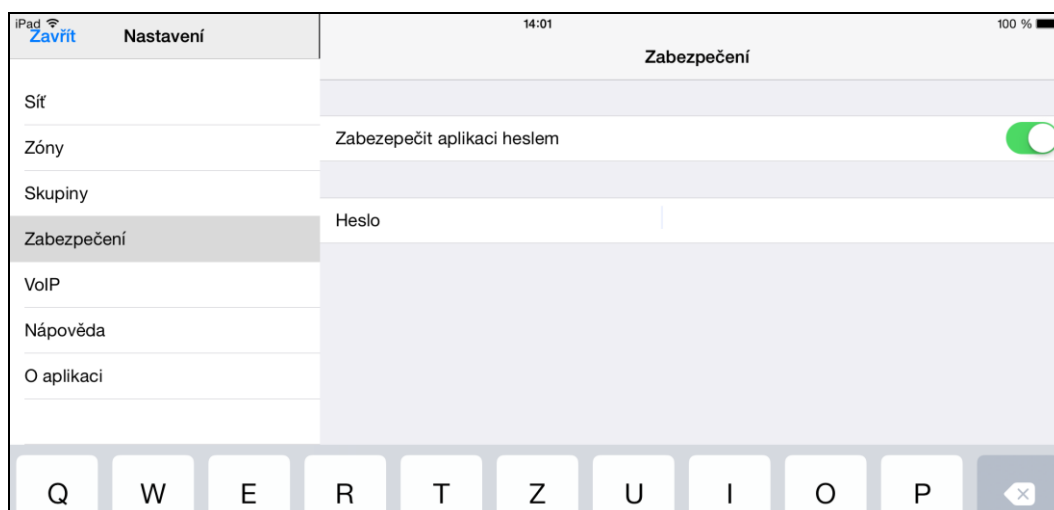 iPad 14:01 100 %
Zavřít Nastavení
Zabezpečení
Síť
Zóny
Skupiny
Zabezpečení
VoIP
Nápověda
O aplikaci
Zabezepečit aplikaci heslem
Heslo
Q W E R T Z U I O P